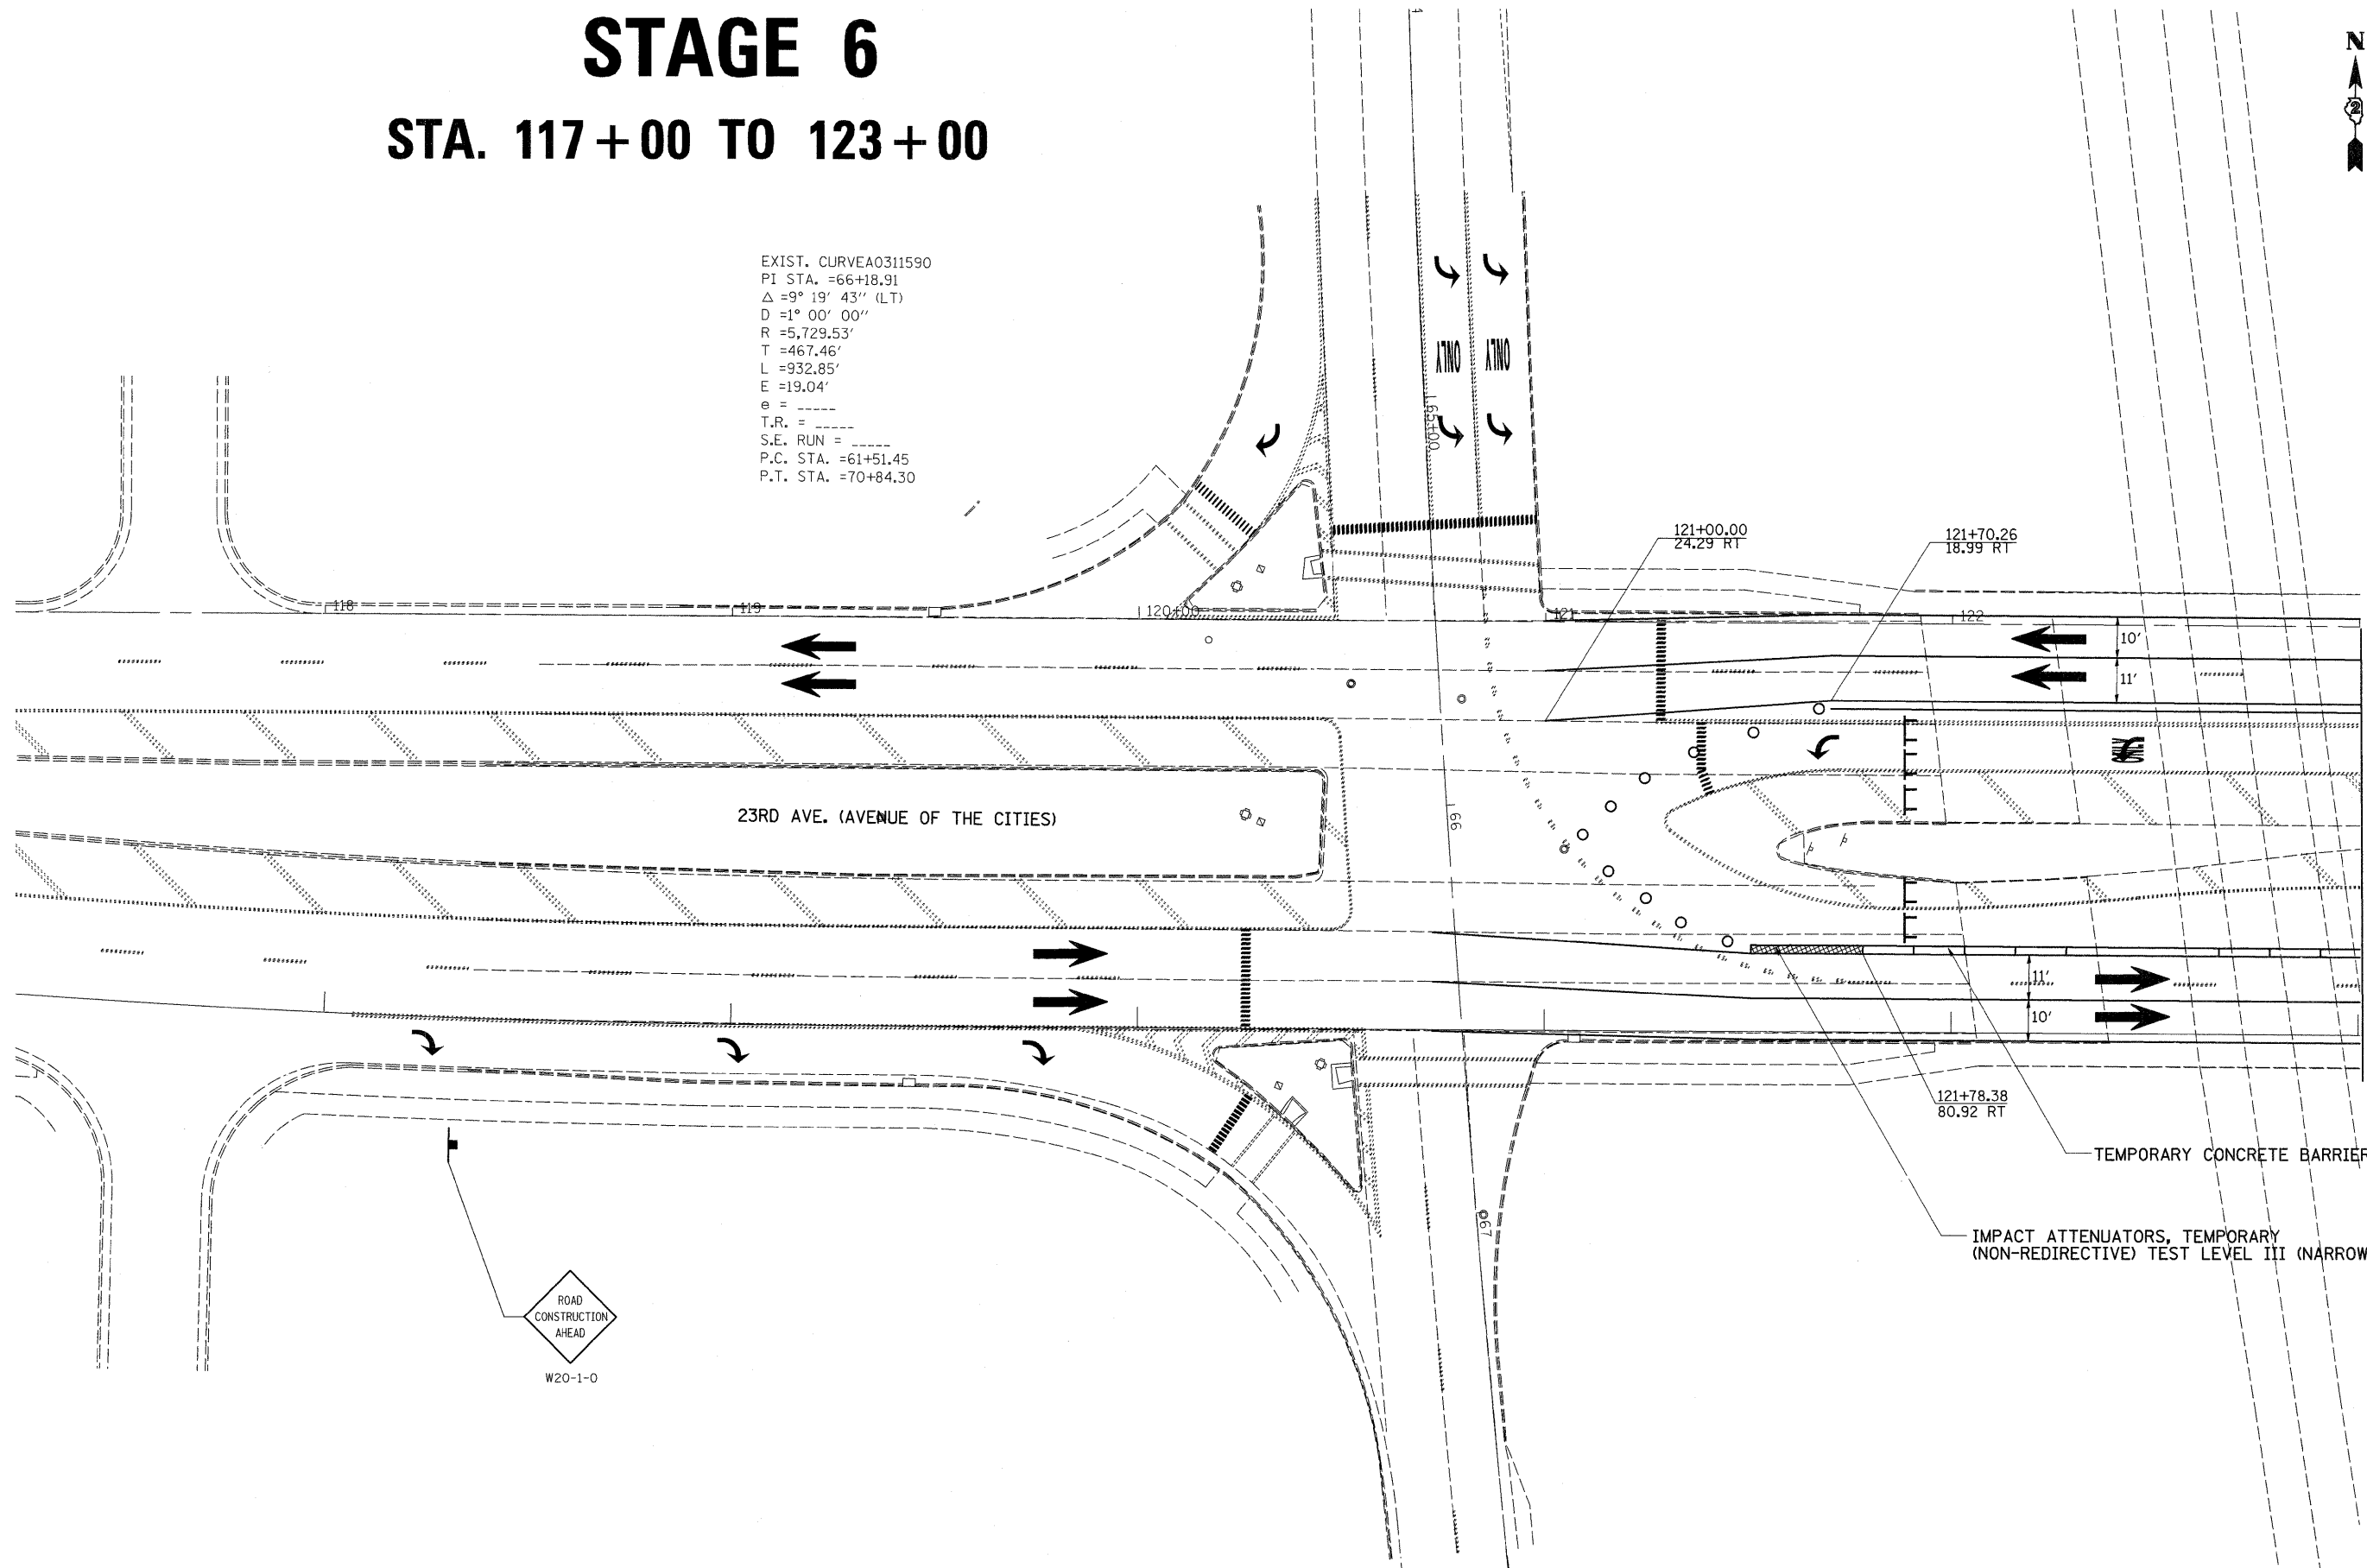 STAGE 6
STA. 117+00 TO 123+00
N
2
EXIST. CURVEA0311590
PI STA. =66+18.91
Δ =9° 19' 43'' (LT)
D =1° 00' 00''
R =5,729.53'
T =467.46'
L =932.85'
E =19.04'
e = _____
T.R. = _____
S.E. RUN = _____
P.C. STA. =61+51.45
P.T. STA. =70+84.30
ONLY
ONLY
65+00
121+00.00
24.29 RT
121+70.26
18.99 RT
118
119
120+00
121
122
10'
11'
23RD AVE. (AVENUE OF THE CITIES)
66
11'
10'
121+78.38
80.92 RT
TEMPORARY CONCRETE BARRIER
67
IMPACT ATTENUATORS, TEMPORARY
(NON-REDIRECTIVE) TEST LEVEL III (NARROW
ROAD
CONSTRUCTION
AHEAD
W20-1-O